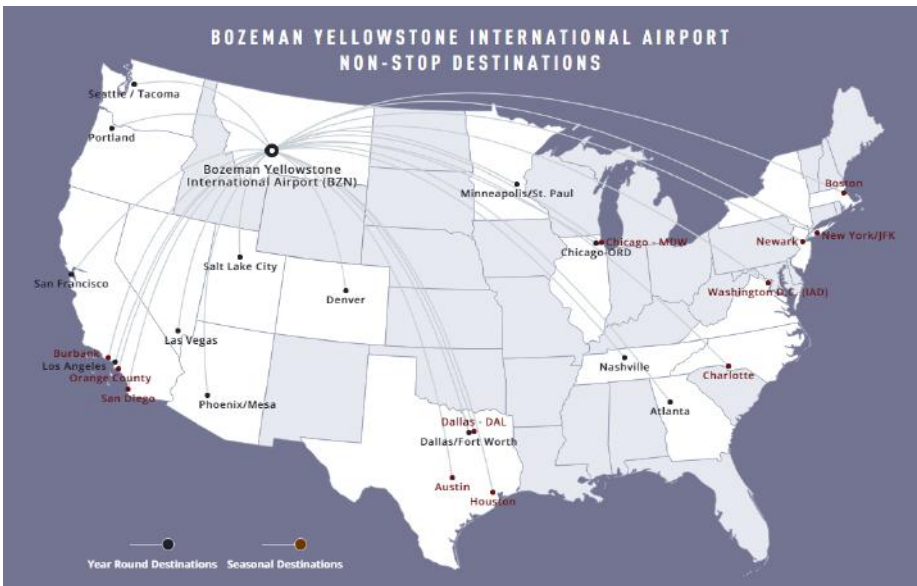 BOZEMAN YELLOWSTONE INTERNATIONAL AIRPORT
NON-STOP DESTINATIONS
Seattle / Tacoma
Portland
Bozeman Yellowstone
International Airport (BZN)
Minneapolis/St. Paul
Boston
New York/JFK
Newark
Chicago - MDW
Chicago-ORD
Salt Lake City
San Francisco
Denver
Washington D.C. (IAD)
Las Vegas
Burbank
Los Angeles
Orange County
San Diego
Nashville
Charlotte
Phoenix/Mesa
Atlanta
Dallas - DAL
Dallas/Fort Worth
Austin
Houston
Year Round Destinations
Seasonal Destinations